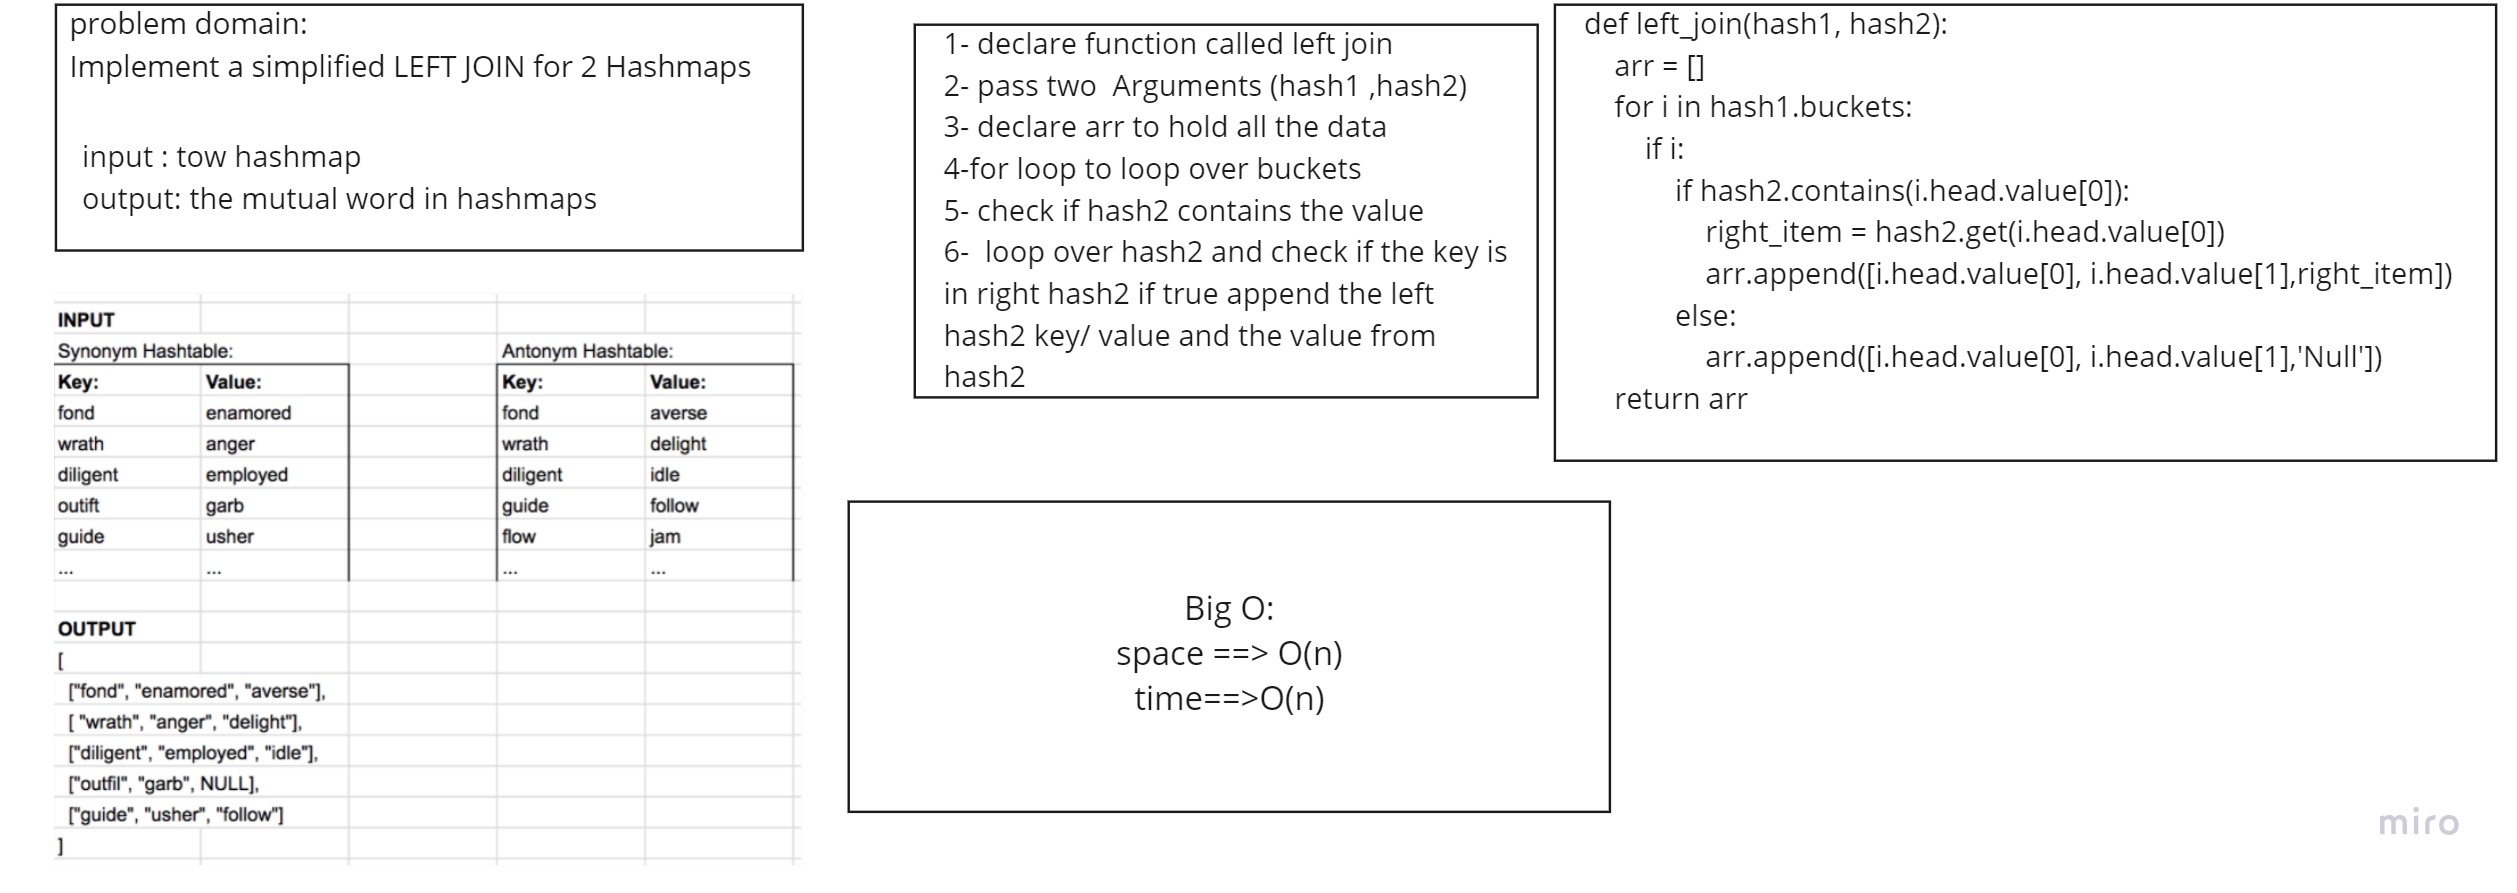 problem domain:
Implement a simplified LEFT JOIN for 2 Hashmaps
input : tow hashmap
output: the mutual word in hashmaps
INPUT
Synonym Hashtable: Antonym Hashtable:
Key: Value: Key: Value:
fond enamored fond averse
wrath anger wrath delight
diligent employed diligent idle
outift garb guide follow
guide usher flow jam
... ... ... ...
OUTPUT
[
["fond", "enamored", "averse"],
[ "wrath", "anger", "delight"],
["diligent", "employed", "idle"],
["outfil", "garb", NULL],
["guide", "usher", "follow"]
]
1- declare function called left join
2- pass two  Arguments (hash1 ,hash2)
3- declare arr to hold all the data
4-for loop to loop over buckets
5- check if hash2 contains the value
6-  loop over hash2 and check if the key is
in right hash2 if true append the left
hash2 key/ value and the value from
hash2
def left_join(hash1, hash2):
arr = []
for i in hash1.buckets:
if i:
if hash2.contains(i.head.value[0]):
right_item = hash2.get(i.head.value[0])
arr.append([i.head.value[0], i.head.value[1],right_item])
else:
arr.append([i.head.value[0], i.head.value[1],'Null'])
return arr
Big O:
space ==> O(n)
time==>O(n)
miro